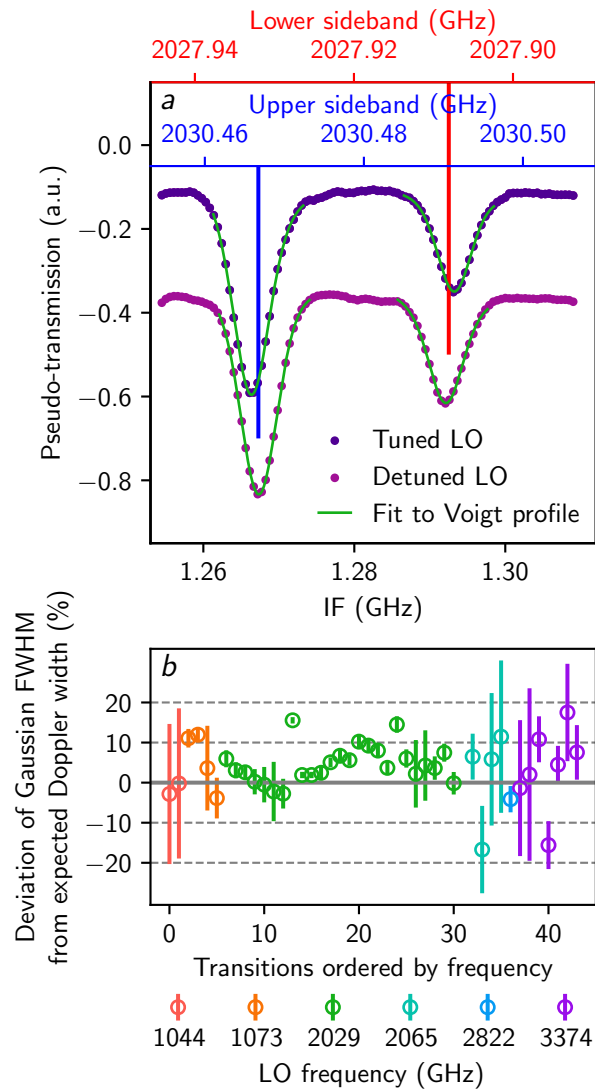 Lower sideband (GHz)
2027.94 2027.92 2027.90
a
Upper sideband (GHz)
2030.46 2030.48 2030.50
0.0
−0.2
−0.4
−0.6
−0.8
Pseudo-transmission (a.u.)
Tuned LO
Detuned LO
Fit to Voigt profile
1.26 1.28 1.30
IF (GHz)
b
20
10
0
−10
−20
Deviation of Gaussian FWHM
from expected Doppler width (%)
0 10 20 30 40
Transitions ordered by frequency
1044 1073 2029 2065 2822 3374
LO frequency (GHz)